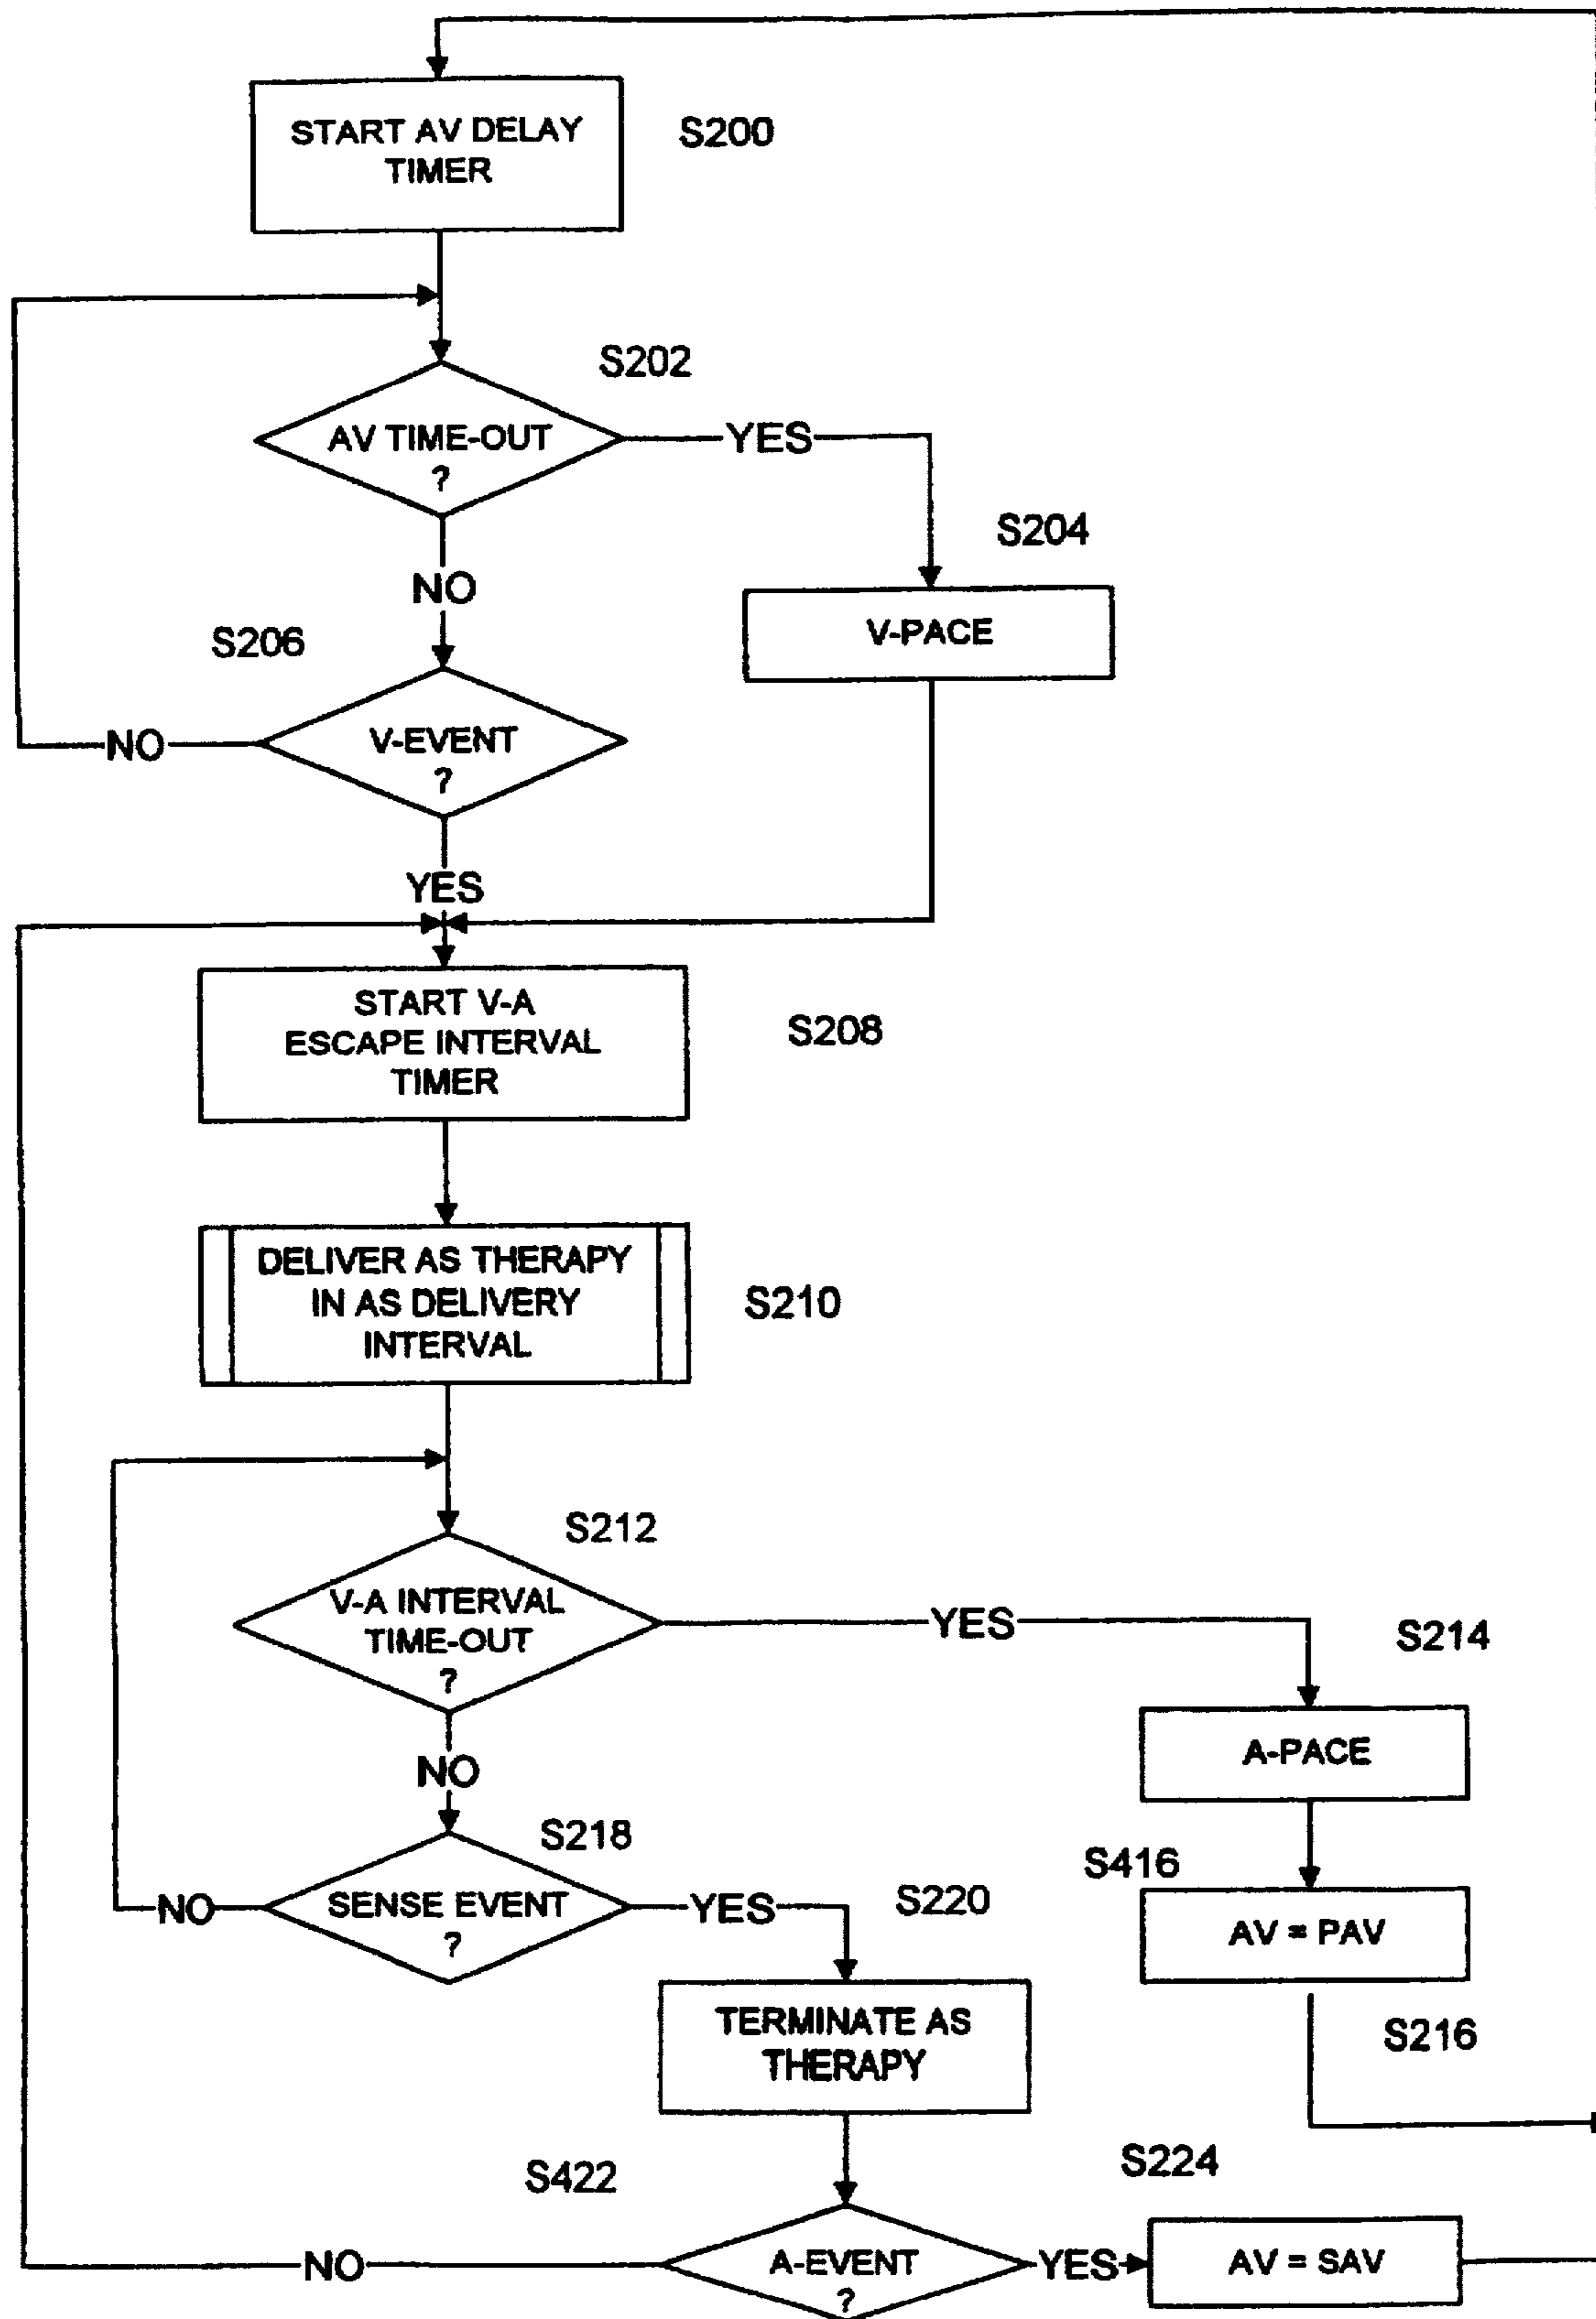 START AV DELAY
TIMER
S200
S202
AV TIME-OUT
?
YES
NO
S204
V-PACE
S206
V-EVENT
?
NO
YES
START V-A
ESCAPE INTERVAL
TIMER
S208
DELIVER AS THERAPY
IN AS DELIVERY
INTERVAL
S210
S212
V-A INTERVAL
TIME-OUT
?
YES
S214
A-PACE
NO
S218
SENSE EVENT
?
NO
YES
S220
S416
AV = PAV
TERMINATE AS
THERAPY
S216
S422
S224
A-EVENT
?
NO
YES
AV = SAV